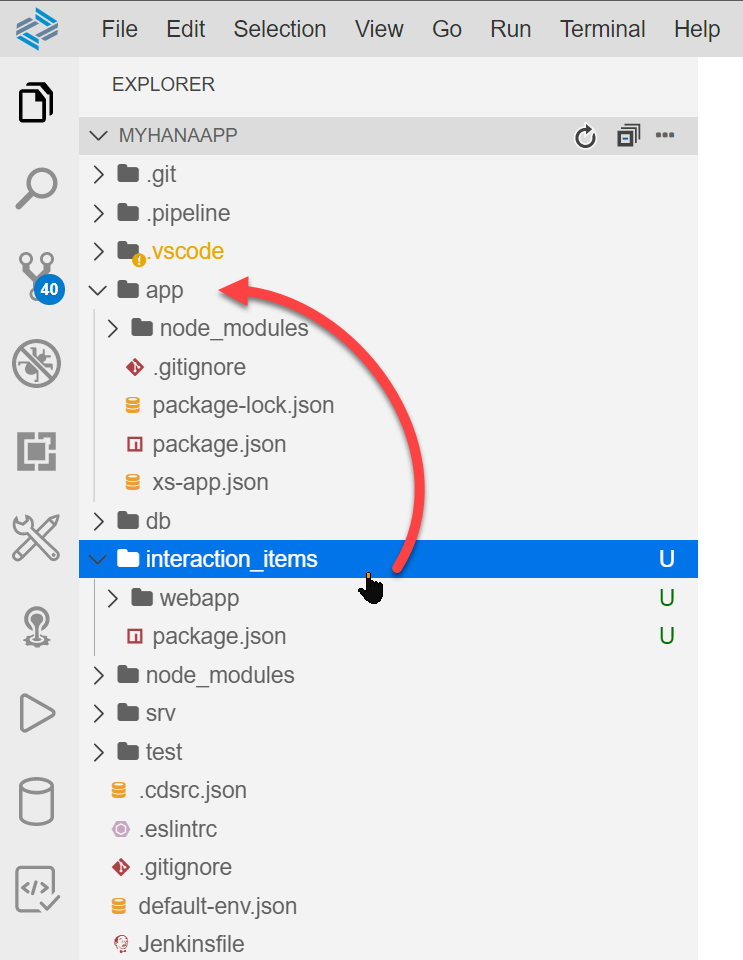 File Edit Selection View Go Run Terminal Help
EXPLORER
MYHANAAPP
.git
.pipeline
.vscode
40
app
node_modules
.gitignore
package-lock.json
package.json
xs-app.json
db
interaction_items U
webapp U
package.json U
node_modules
srv
test
.cdsrc.json
.eslintrc
.gitignore
default-env.json
Jenkinsfile